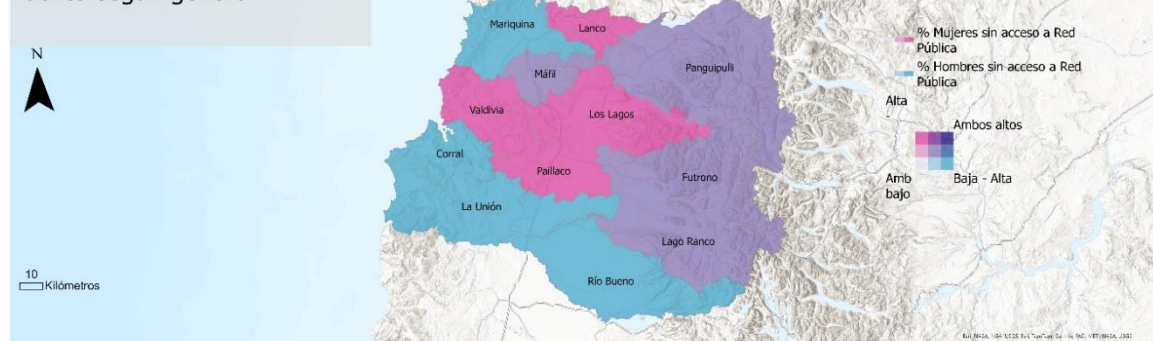 N
10
Kilómetros
Mariquina
Lanco
Panguipulli
Máfil
Valdivia
Los Lagos
Corral
Paillaco
Futrono
La Unión
Lago Ranco
Río Bueno
% Mujeres sin acceso a Red
Pública
% Hombres sin acceso a Red
Pública
Alta
-
Ambos altos
Amb
bajo
Baja - Alta